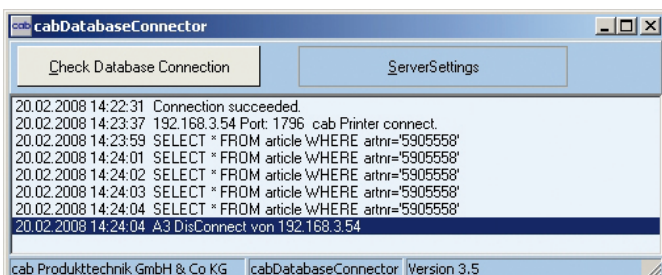 cab cabDatabaseConnector
Check Database Connection
ServerSettings
20.02.2008 14:22:31 Connection succeeded.
20.02.2008 14:23:37 192.168.3.54 Port: 1796 cab Printer connect.
20.02.2008 14:23:59 SELECT * FROM article WHERE artnr='5905558'
20.02.2008 14:24:01 SELECT * FROM article WHERE artnr='5905558'
20.02.2008 14:24:02 SELECT * FROM article WHERE artnr='5905558'
20.02.2008 14:24:03 SELECT * FROM article WHERE artnr='5905558'
20.02.2008 14:24:04 SELECT * FROM article WHERE artnr='5905558'
20.02.2008 14:24:04 A3 DisConnect von 192.168.3.54
cab Produkttechnik GmbH & Co KG cabDatabaseConnector Version 3.5